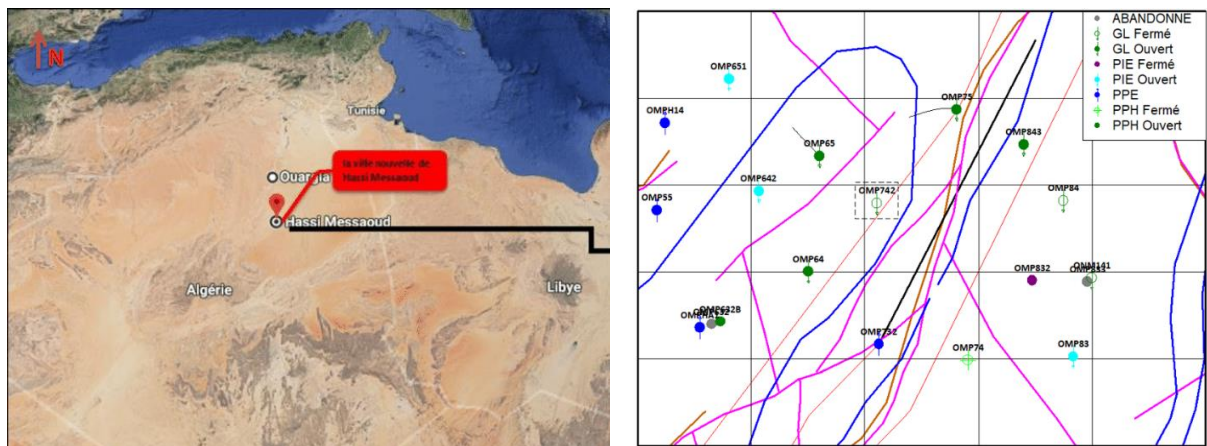 N
Tunisie
Ouargla
la ville nouvelle de
Hassi Messaoud
Hassi Messaoud
Algérie
Libye
ABANDONNE
GL Fermé
GL Ouvert
PIE Fermé
PIE Ouvert
PPE
PPH Fermé
PPH Ouvert
OMP651
OMPH14
OMP75
OMP65
OMP843
OMP642
OMP742
OMP84
OMP55
OMP64
OMP832
ONM141
OMP632B
OMP732
OMP74
OMP83